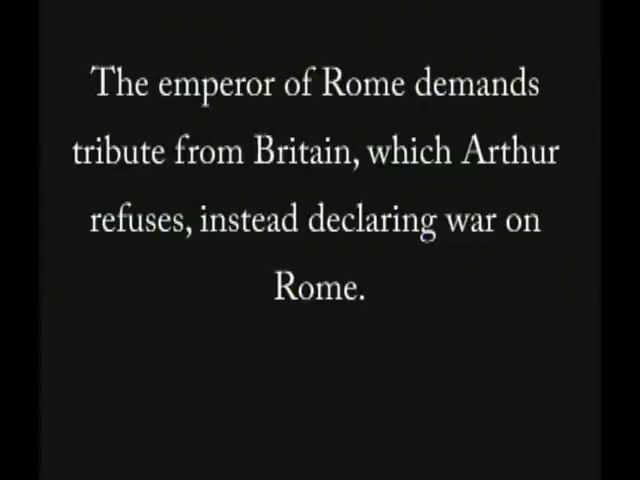 The emperor of Rome demands
tribute from Britain, which Arthur
refuses, instead declaring war on
Rome.